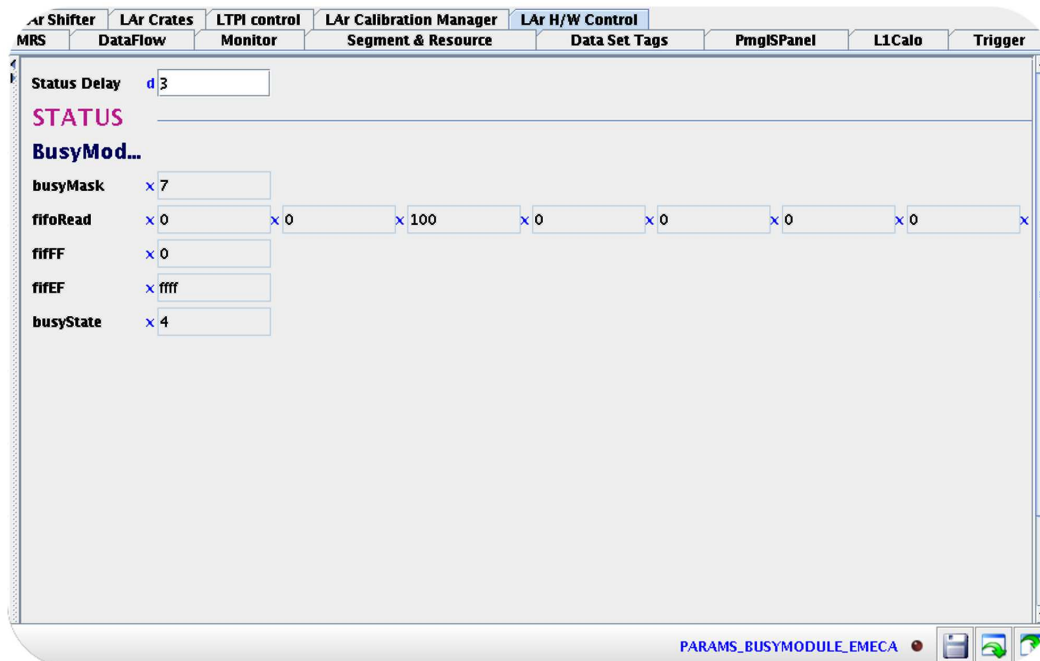 Shifter LAr Crates LTPI control LAr Calibration Manager LAr H/W Control
MRS DataFlow Monitor Segment & Resource Data Set Tags PmgISPanel L1Calo Trigger
Status Delay d 3
STATUS
BusyMod...
busyMask x 7
fifoRead x 0 x 0 x 100 x 0 x 0 x 0 x 0 x
fifFF x 0
fifEF x ffff
busyState x 4
PARAMS_BUSYMODULE_EMECA